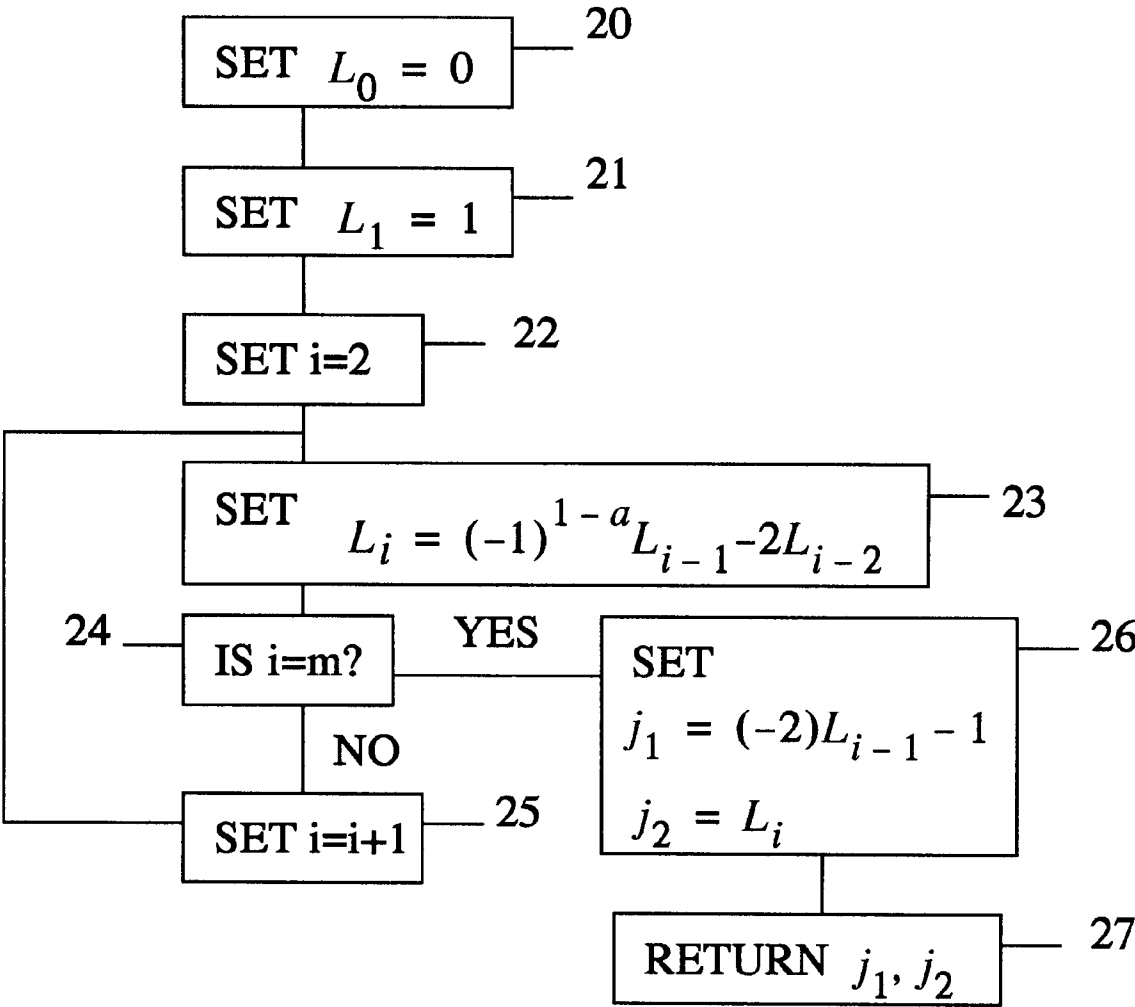 SET L₀ = 0
20
SET L₁ = 1
21
SET i=2
22
SET
Lᵢ = (-1)^{1 - a} L_{i - 1} -2L_{i - 2}
23
24
IS i=m?
YES
NO
SET i=i+1
25
SET
j₁ = (-2)L_{i - 1} - 1
j₂ = Lᵢ
26
RETURN j₁, j₂
27